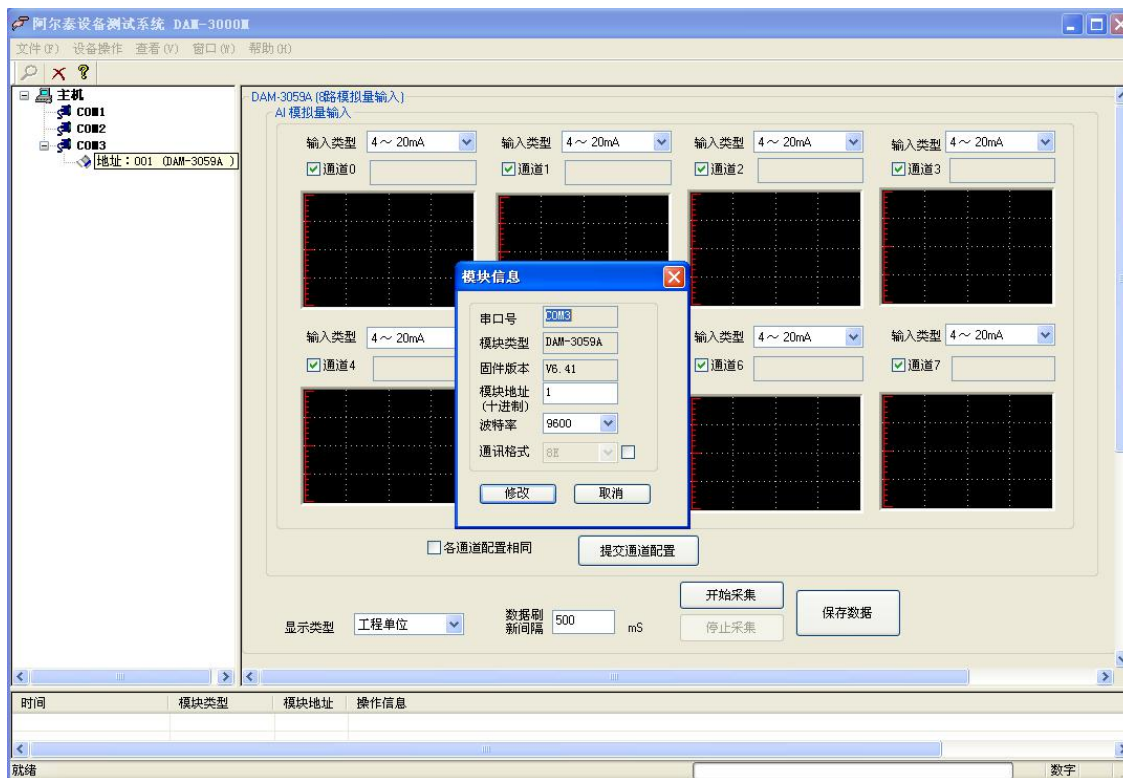 阿尔泰设备测试系统 DAM-3000M
文件(F) 设备操作 查看(V) 窗口(W) 帮助(H)
主机
COM1
COM2
COM3
地址：001 (DAM-3059A )
DAM-3059A (8路模拟量输入)
AI 模拟量输入
输入类型 4～ 20mA 输入类型 4～ 20mA 输入类型 4～ 20mA 输入类型 4～ 20mA
通道0 通道1 通道2 通道3
输入类型 4～ 20mA 输入类型 4～ 20mA 输入类型 4～ 20mA
通道4 通道6 通道7
模块信息
串口号 COM3
模块类型 DAM-3059A
固件版本 V6.41
模块地址 1
(十进制)
波特率 9600
通讯格式 8E
修改 取消
各通道配置相同 提交通道配置
显示类型 工程单位
数据刷
新间隔 500 mS
开始采集
停止采集
保存数据
时间 模块类型 模块地址 操作信息
就绪 数字